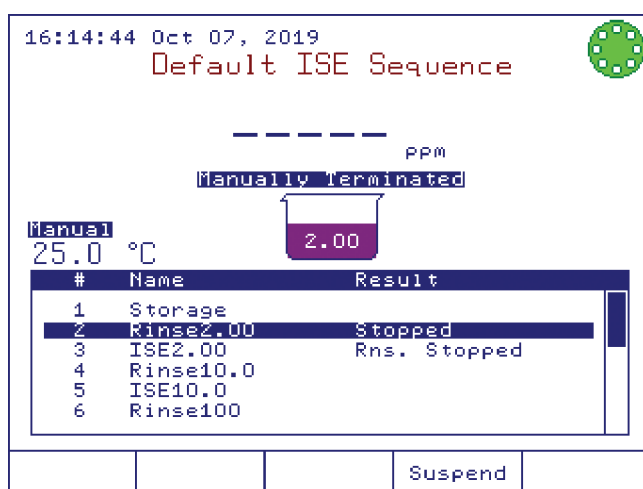 16:14:44 Oct 07, 2019
Default ISE Sequence
– – – – –
ppm
Manually Terminated
Manual
25.0 °C
2.00
# Name Result
1 Storage
2 Rinse2.00 Stopped
3 ISE2.00 Rns. Stopped
4 Rinse10.0
5 ISE10.0
6 Rinse100
Suspend